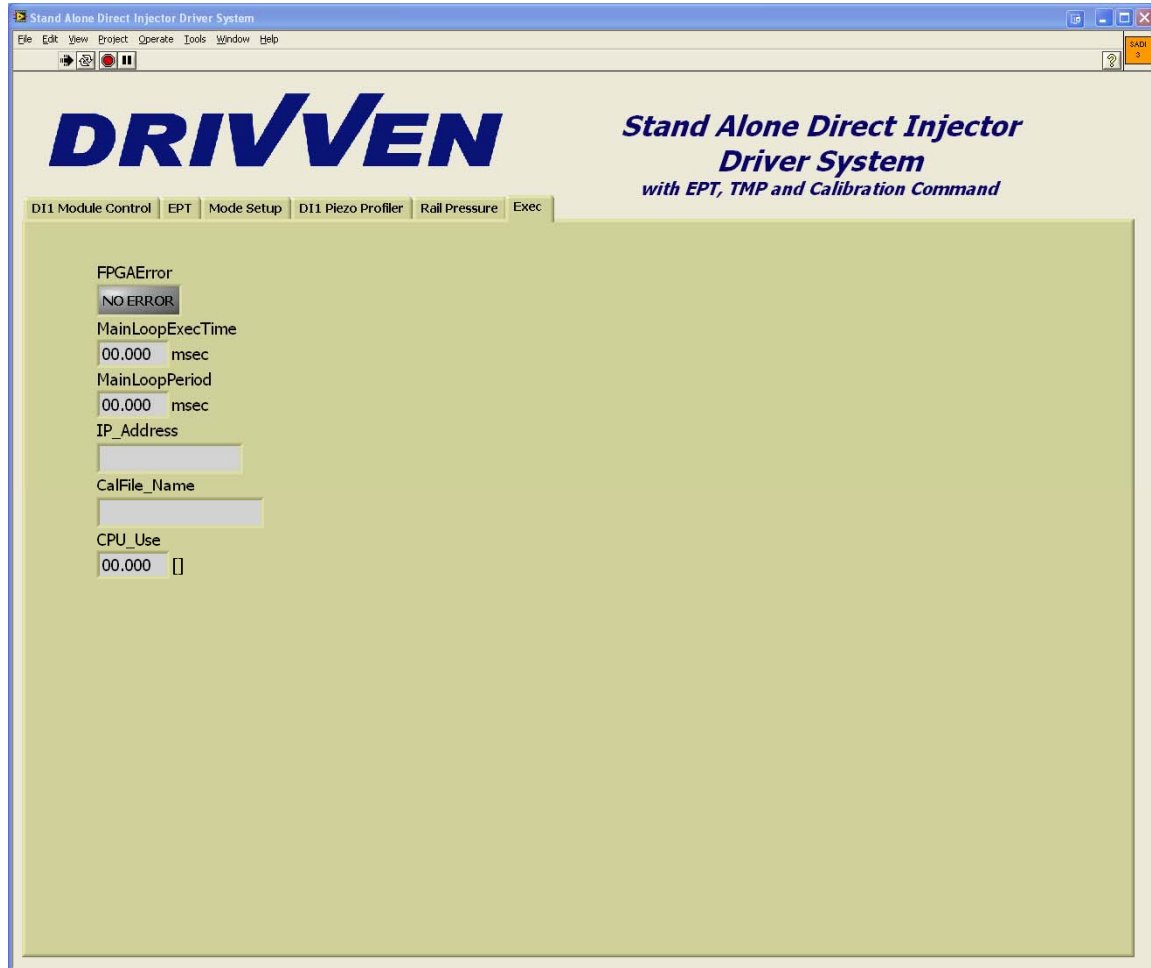 Stand Alone Direct Injector Driver System
File Edit View Project Operate Tools Window Help
SADI
3
DRIVVEN
Stand Alone Direct Injector
Driver System
with EPT, TMP and Calibration Command
DI1 Module Control EPT Mode Setup DI1 Piezo Profiler Rail Pressure Exec
FPGAError
NO ERROR
MainLoopExecTime
00.000 msec
MainLoopPeriod
00.000 msec
IP_Address
CalFile_Name
CPU_Use
00.000 []